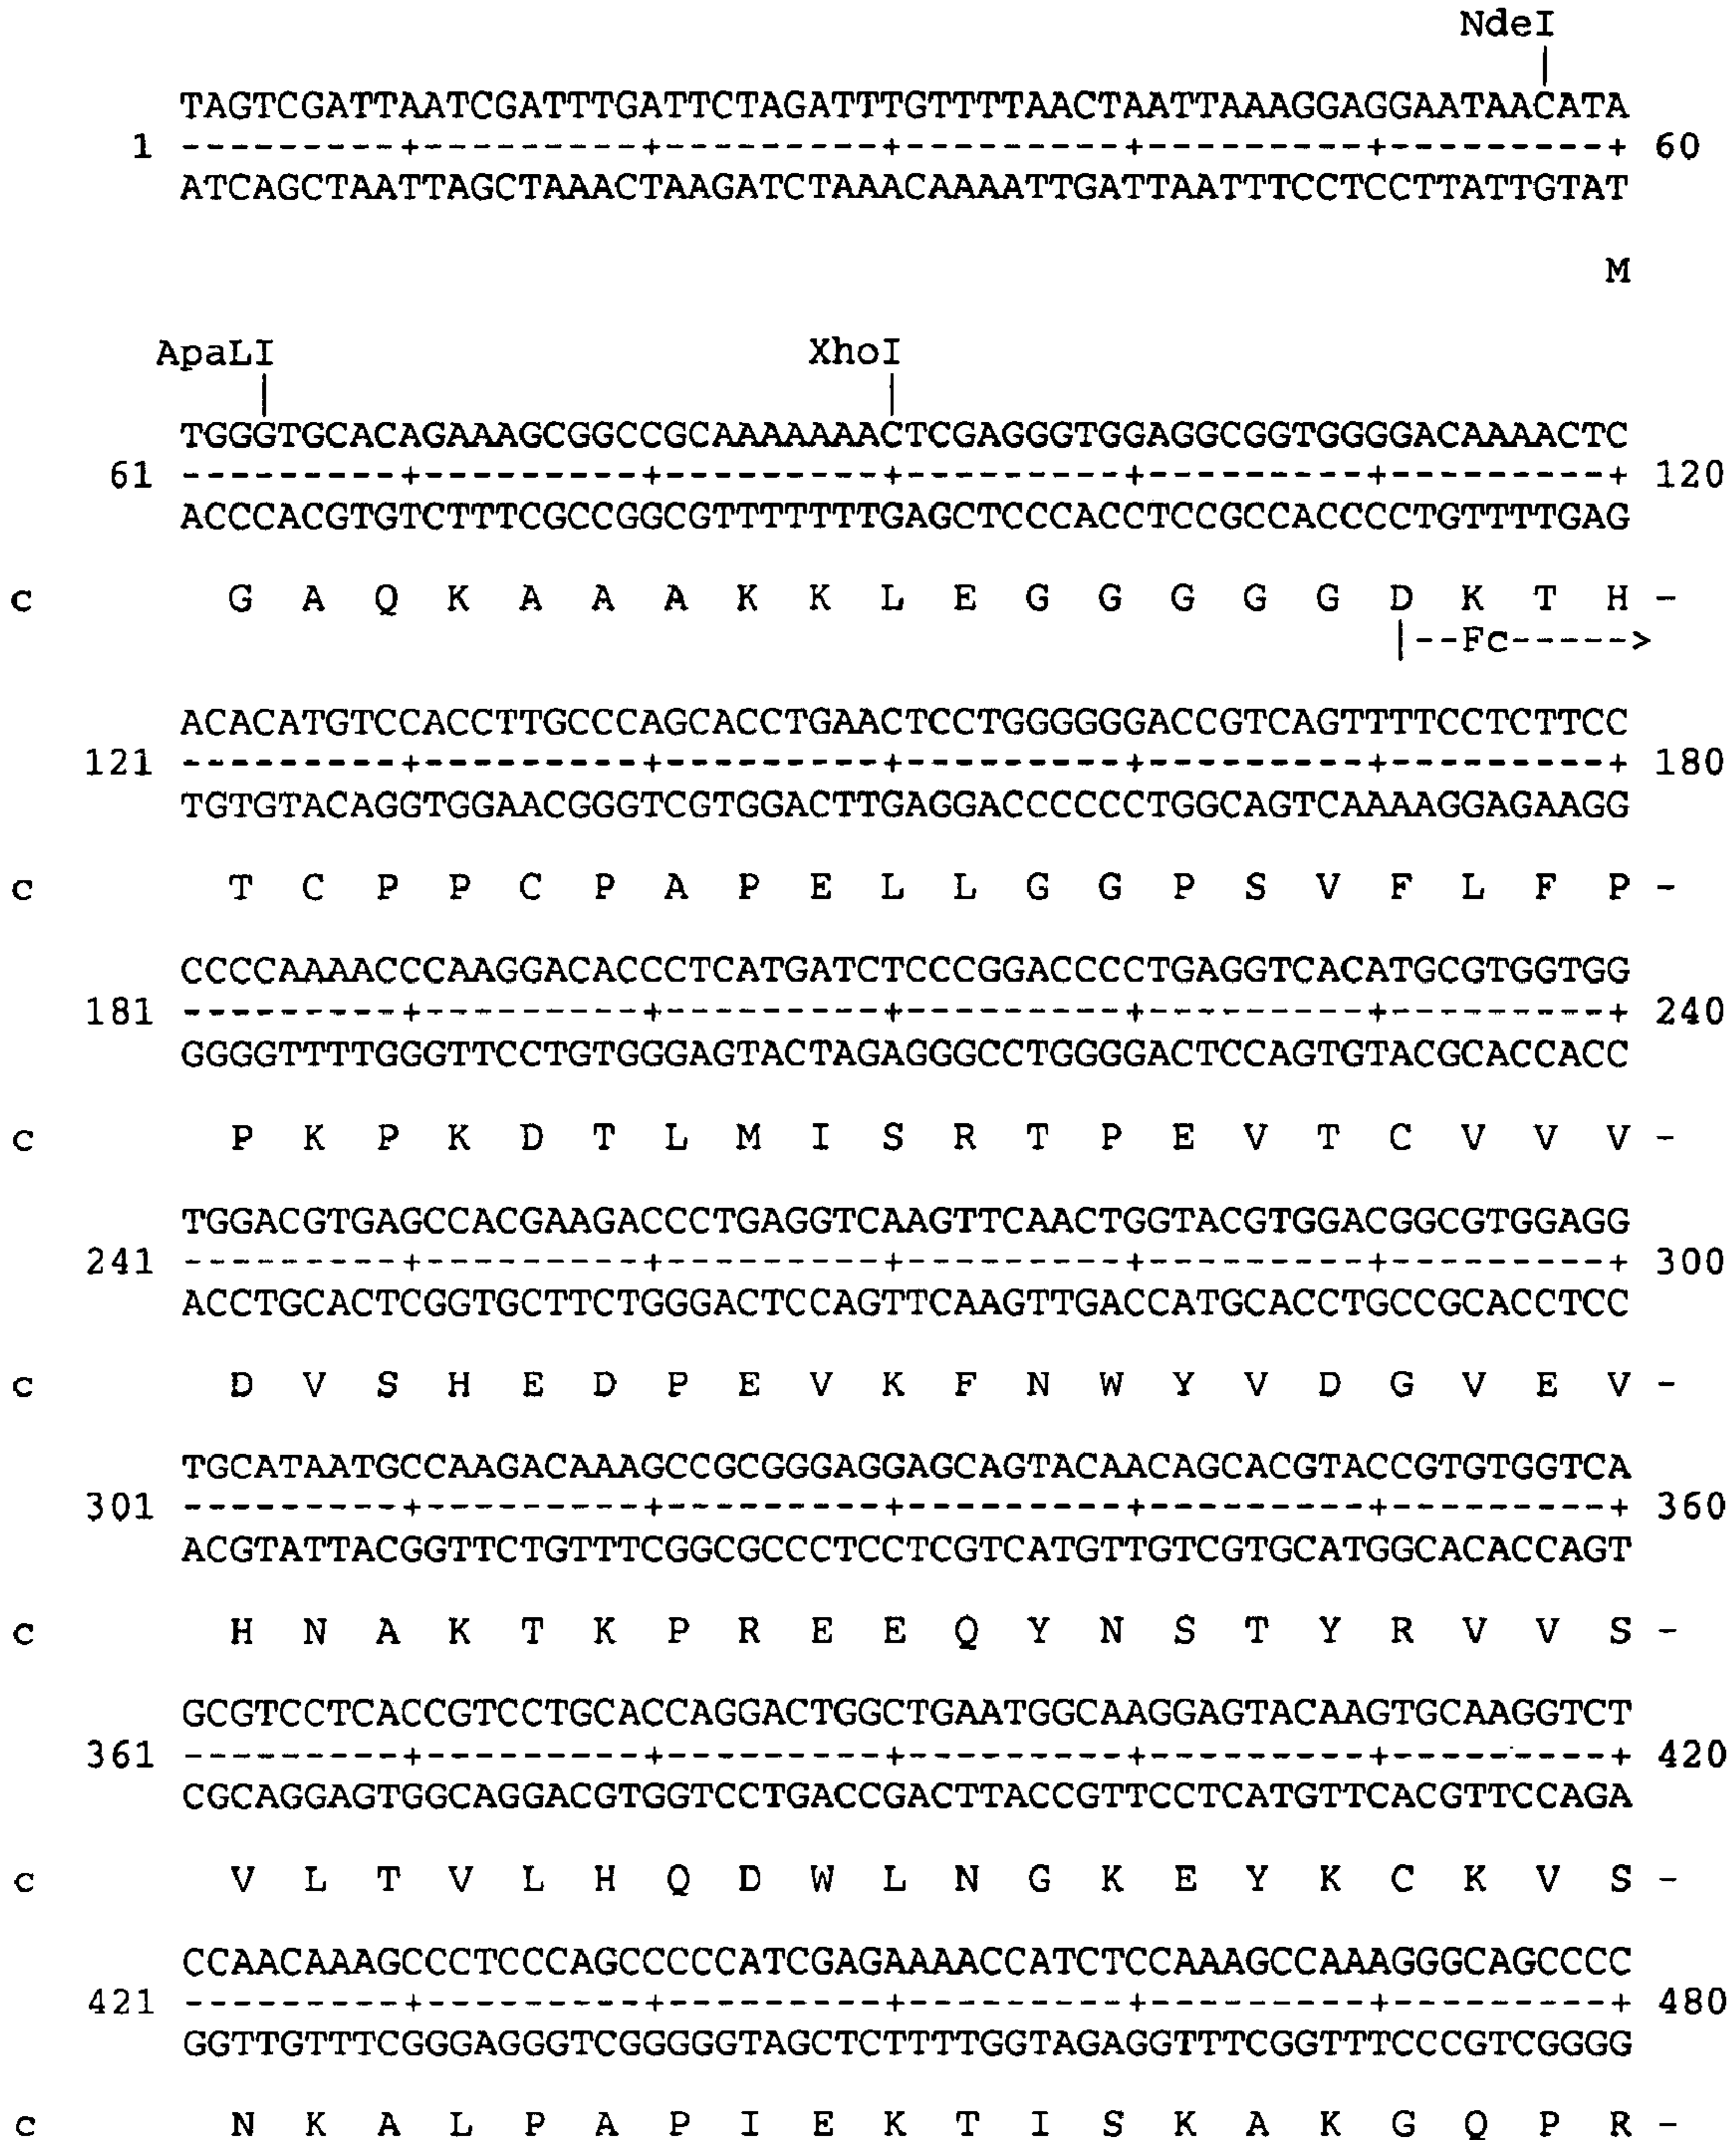 NdeI
|
TAGTCGATTAATCGATTTGATTCTAGATTTGTTTTAACTAATTAAAGGAGGAATAACATA
1 ---------+---------+---------+---------+---------+---------+ 60
ATCAGCTAATTAGCTAAACTAAGATCTAAACAAAATTGATTAATTTCCTCCTTATTGTAT
M
ApaLI XhoI
| |
TGGGTGCACAGAAAGCGGCCGCAAAAAAACTCGAGGGTGGAGGCGGTGGGGACAAAACTC
61 ---------+---------+---------+---------+---------+---------+ 120
ACCCACGTGTCTTTCGCCGGCGTTTTTTTGAGCTCCCACCTCCGCCACCCCTGTTTTGAG
c G A Q K A A A K K L E G G G G G D K T H -
|--Fc----->
ACACATGTCCACCTTGCCCAGCACCTGAACTCCTGGGGGGACCGTCAGTTTTCCTCTTCC
121 ---------+---------+---------+---------+---------+---------+ 180
TGTGTACAGGTGGAACGGGTCGTGGACTTGAGGACCCCCCTGGCAGTCAAAAGGAGAAGG
c T C P P C P A P E L L G G P S V F L F P -
CCCCAAAACCCAAGGACACCCTCATGATCTCCCGGACCCCTGAGGTCACATGCGTGGTGG
181 ---------+---------+---------+---------+---------+---------+ 240
GGGGTTTTGGGTTCCTGTGGGAGTACTAGAGGGCCTGGGGACTCCAGTGTACGCACCACC
c P K P K D T L M I S R T P E V T C V V V -
TGGACGTGAGCCACGAAGACCCTGAGGTCAAGTTCAACTGGTACGTGGACGGCGTGGAGG
241 ---------+---------+---------+---------+---------+---------+ 300
ACCTGCACTCGGTGCTTCTGGGACTCCAGTTCAAGTTGACCATGCACCTGCCGCACCTCC
c D V S H E D P E V K F N W Y V D G V E V -
TGCATAATGCCAAGACAAAGCCGCGGGAGGAGCAGTACAACAGCACGTACCGTGTGGTCA
301 ---------+---------+---------+---------+---------+---------+ 360
ACGTATTACGGTTCTGTTTCGGCGCCCTCCTCGTCATGTTGTCGTGCATGGCACACCAGT
c H N A K T K P R E E Q Y N S T Y R V V S -
GCGTCCTCACCGTCCTGCACCAGGACTGGCTGAATGGCAAGGAGTACAAGTGCAAGGTCT
361 ---------+---------+---------+---------+---------+---------+ 420
CGCAGGAGTGGCAGGACGTGGTCCTGACCGACTTACCGTTCCTCATGTTCACGTTCCAGA
c V L T V L H Q D W L N G K E Y K C K V S -
CCAACAAAGCCCTCCCAGCCCCCATCGAGAAAACCATCTCCAAAGCCAAAGGGCAGCCCC
421 ---------+---------+---------+---------+---------+---------+ 480
GGTTGTTTCGGGAGGGTCGGGGGTAGCTCTTTTGGTAGAGGTTTCGGTTTCCCGTCGGGG
c N K A L P A P I E K T I S K A K G Q P R -